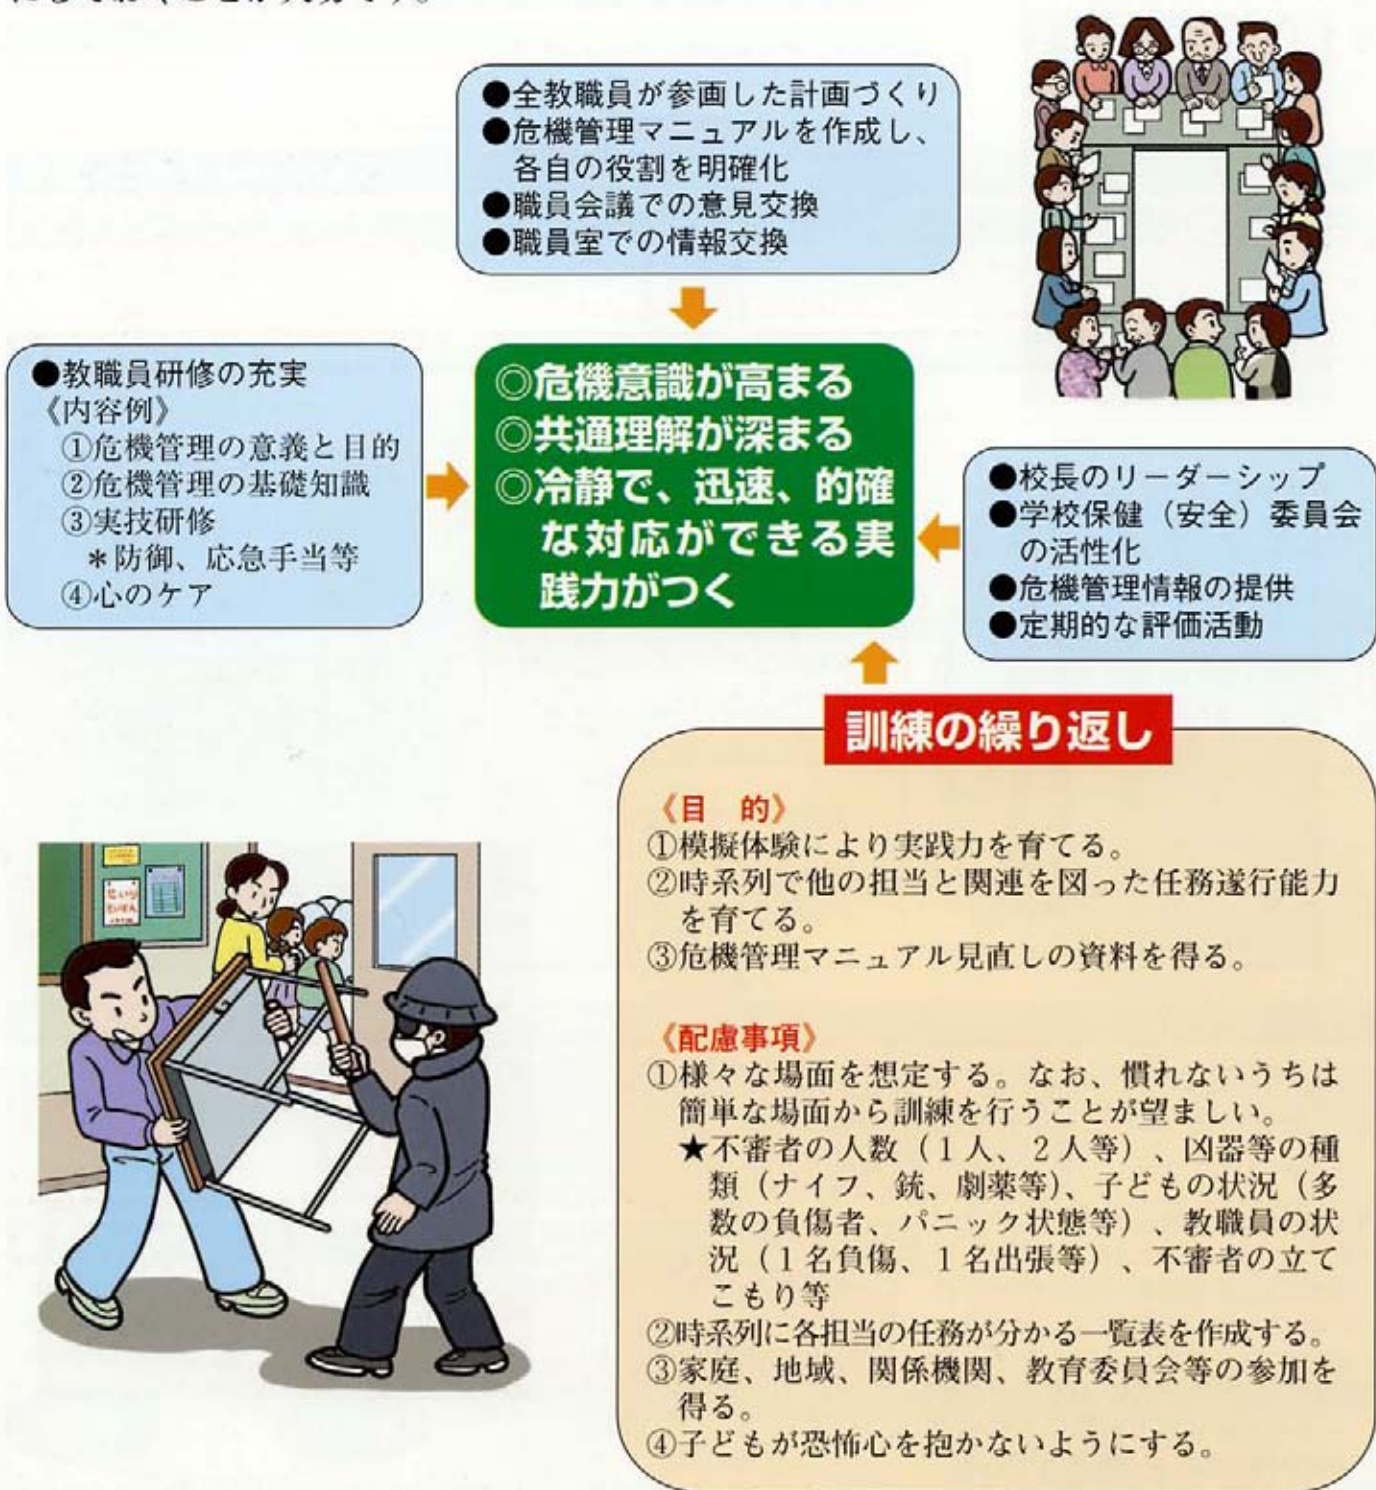 ●全教職員が参画した計画づくり
●危機管理マニュアルを作成し、
各自の役割を明確化
●職員会議での意見交換
●職員室での情報交換
●教職員研修の充実
《内容例》
①危機管理の意義と目的
②危機管理の基礎知識
③実技研修
＊防御、応急手当等
④心のケア
◎危機意識が高まる
◎共通理解が深まる
◎冷静で、迅速、的確
な対応ができる実
践力がつく
●校長のリーダーシップ
●学校保健（安全）委員会
の活性化
●危機管理情報の提供
●定期的な評価活動
訓練の繰り返し
《目　的》
①模擬体験により実践力を育てる。
②時系列で他の担当と関連を図った任務遂行能力
を育てる。
③危機管理マニュアル見直しの資料を得る。
《配慮事項》
①様々な場面を想定する。なお、慣れないうちは
簡単な場面から訓練を行うことが望ましい。
★不審者の人数（１人、２人等）、凶器等の種
類（ナイフ、銃、劇薬等）、子どもの状況（多
数の負傷者、パニック状態等）、教職員の状
況（１名負傷、１名出張等）、不審者の立て
こもり等
②時系列に各担当の任務が分かる一覧表を作成する。
③家庭、地域、関係機関、教育委員会等の参加を
得る。
④子どもが恐怖心を抱かないようにする。